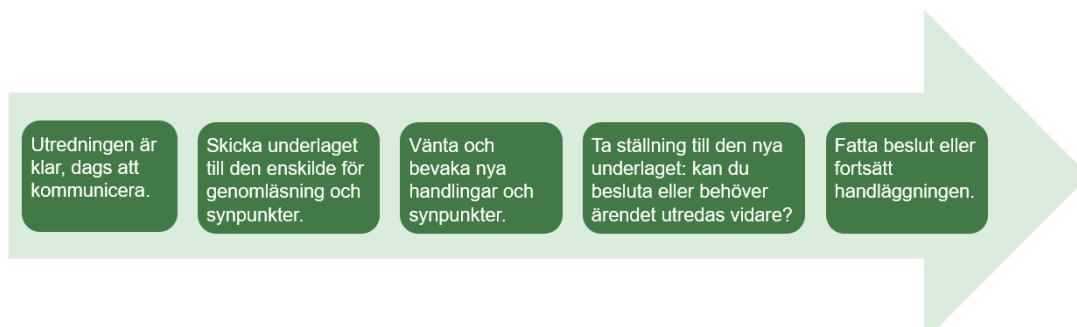 Utredningen är
klar, dags att
kommunicera.
Skicka underlaget
till den enskilde för
genomläsning och
synpunkter.
Vänta och
bevaka nya
handlingar och
synpunkter.
Ta ställning till den nya
underlaget: kan du
besluta eller behöver
ärendet utredas vidare?
Fatta beslut eller
fortsätt
handläggningen.